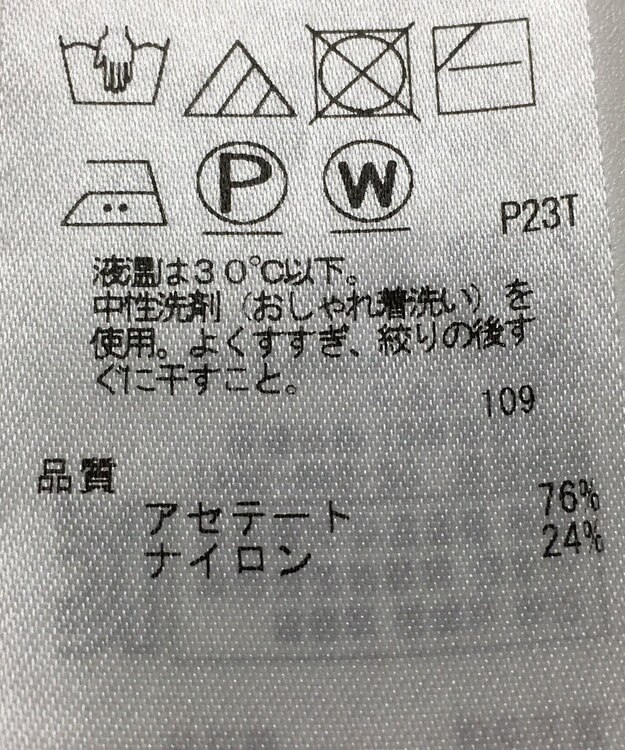 P
W
P23T
液温は30℃以下。
中性洗剤（おしゃれ着洗い）を
使用。よくすすぎ、絞りの後す
ぐに干すこと。
109
品質
アセテート 76%
ナイロン 24%